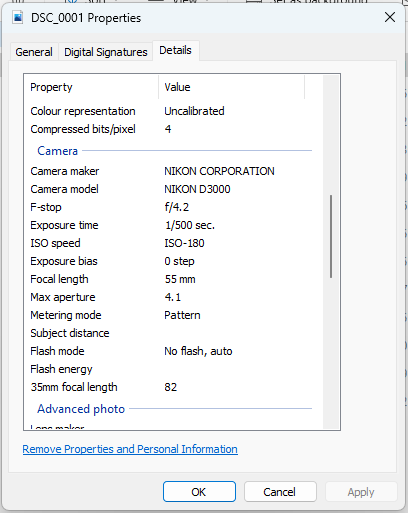 Set as background
DSC_0001 Properties
General Digital Signatures Details
Property Value
Colour representation Uncalibrated
Compressed bits/pixel 4
Camera
Camera maker NIKON CORPORATION
Camera model NIKON D3000
F-stop f/4.2
Exposure time 1/500 sec.
ISO speed ISO-180
Exposure bias 0 step
Focal length 55 mm
Max aperture 4.1
Metering mode Pattern
Subject distance
Flash mode No flash, auto
Flash energy
35mm focal length 82
Advanced photo
Lens maker
Remove Properties and Personal Information
OK Cancel Apply